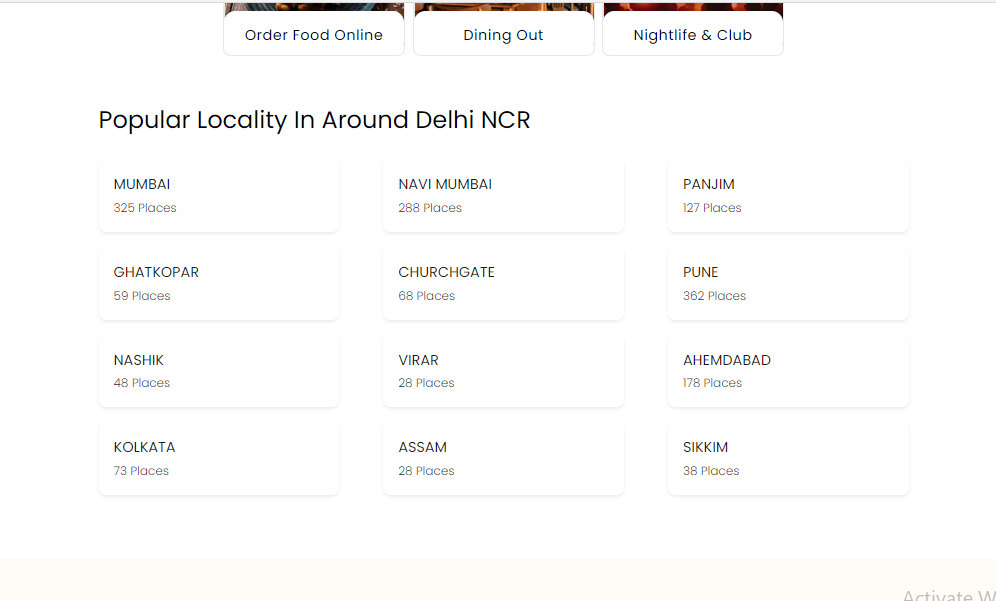 Order Food Online
Dining Out
Nightlife & Club
Popular Locality In Around Delhi NCR
MUMBAI
325 Places
NAVI MUMBAI
288 Places
PANJIM
127 Places
GHATKOPAR
59 Places
CHURCHGATE
68 Places
PUNE
362 Places
NASHIK
48 Places
VIRAR
28 Places
AHEMDABAD
178 Places
KOLKATA
73 Places
ASSAM
28 Places
SIKKIM
38 Places
Activate W